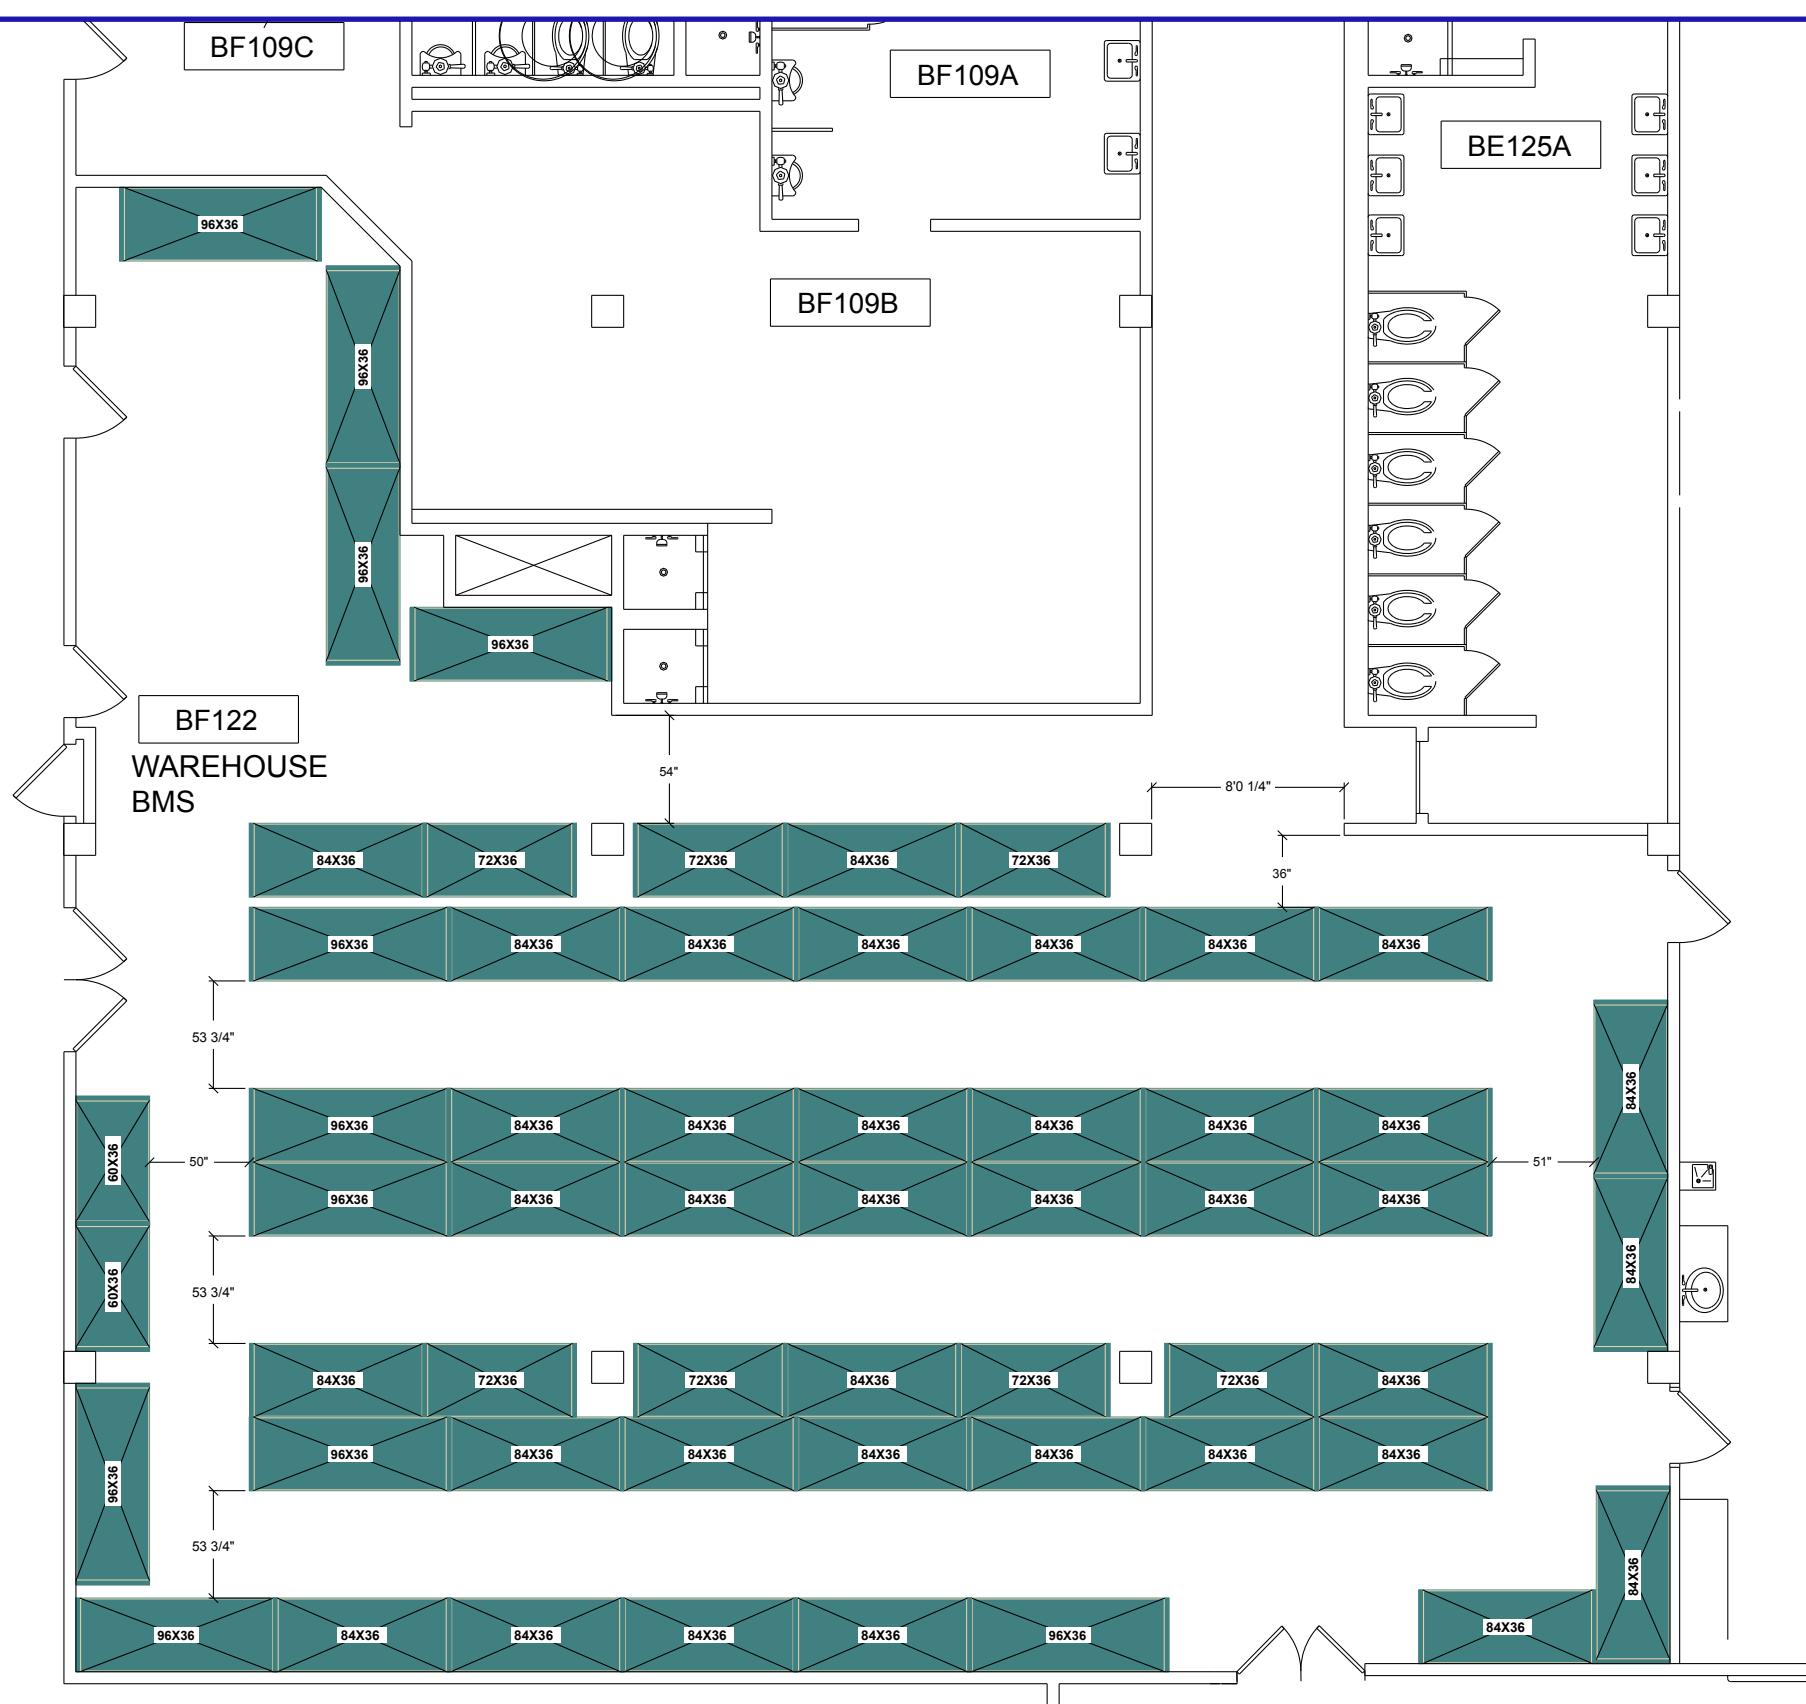 BF109C
BF109A
BE125A
96X36
BF109B
96X36
96X36
96X36
BF122
WAREHOUSE
BMS
54"
8'0 1/4"
84X36 72X36 72X36 84X36 72X36
36"
96X36 84X36 84X36 84X36 84X36 84X36 84X36
53 3/4"
84X36
96X36 84X36 84X36 84X36 84X36 84X36 84X36
60X36 50" 51"
96X36 84X36 84X36 84X36 84X36 84X36 84X36
84X36
60X36
53 3/4"
84X36 72X36 72X36 84X36 72X36 72X36 84X36
96X36 84X36 84X36 84X36 84X36 84X36 84X36
96X36
53 3/4"
84X36
96X36 84X36 84X36 84X36 84X36 96X36 84X36